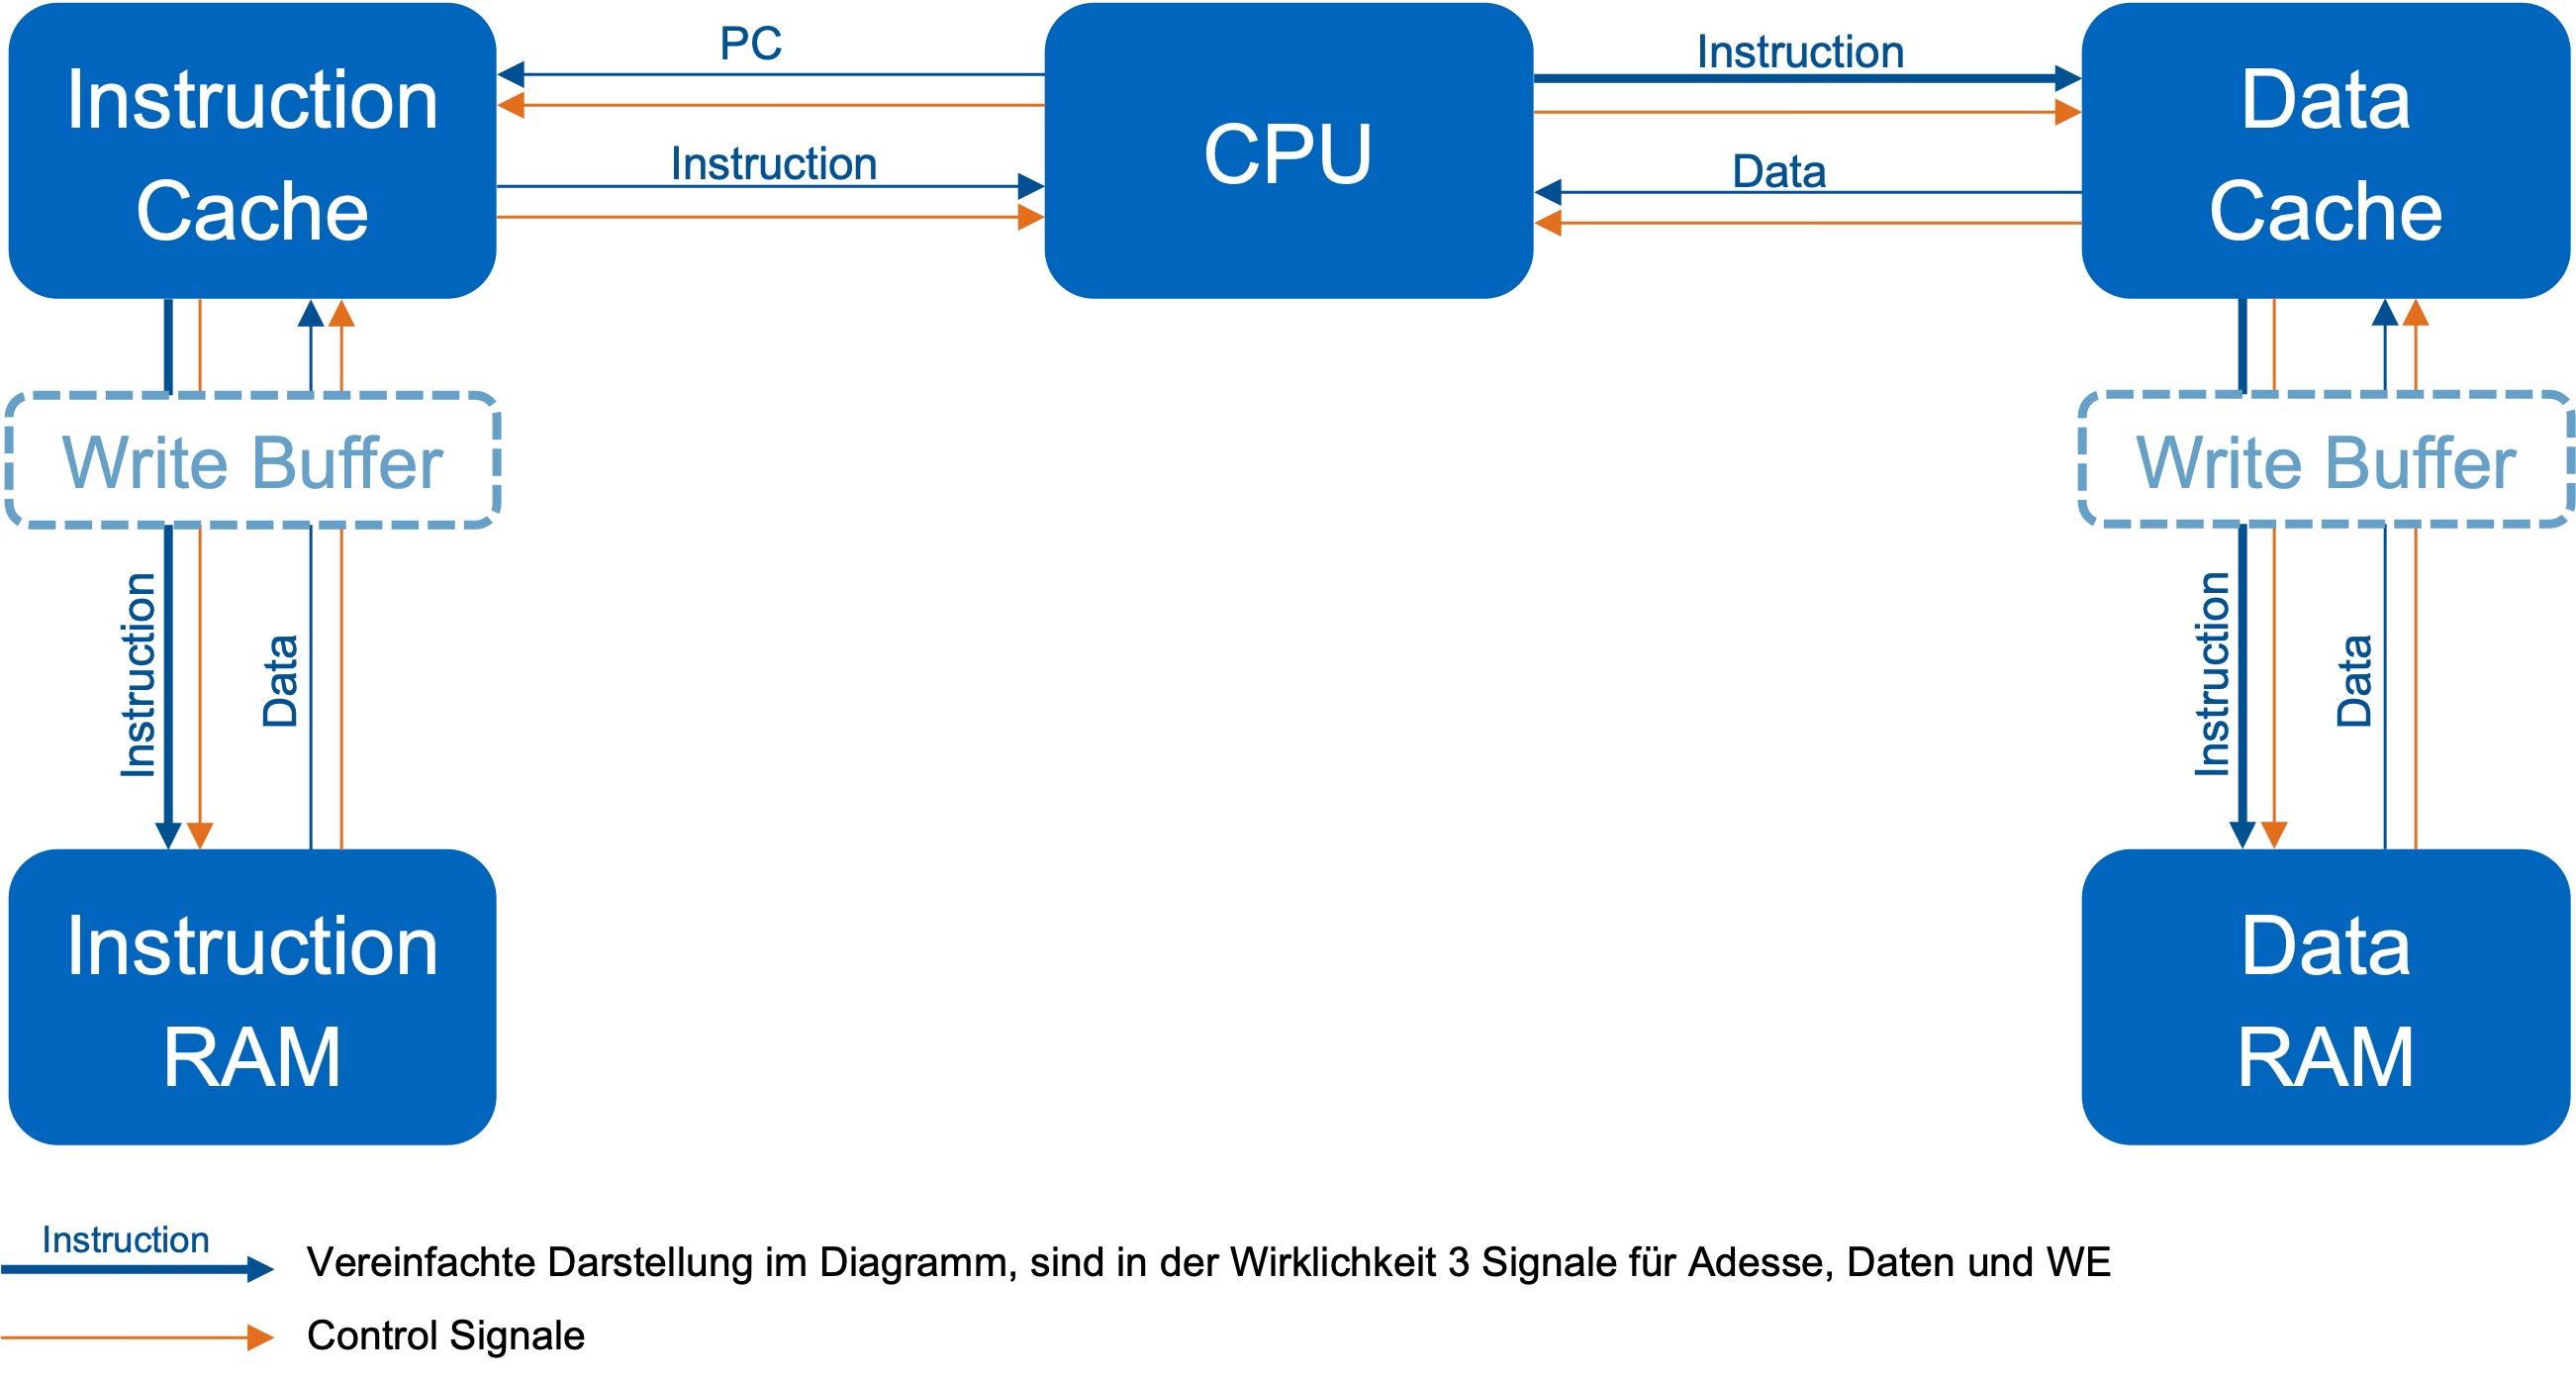 Instruction
Cache
PC
Instruction
CPU
Instruction
Data
Data
Cache
Write Buffer
Write Buffer
Instruction
Data
Instruction
Data
Instruction
RAM
Data
RAM
Instruction
Vereinfachte Darstellung im Diagramm, sind in der Wirklichkeit 3 Signale für Adesse, Daten und WE
Control Signale